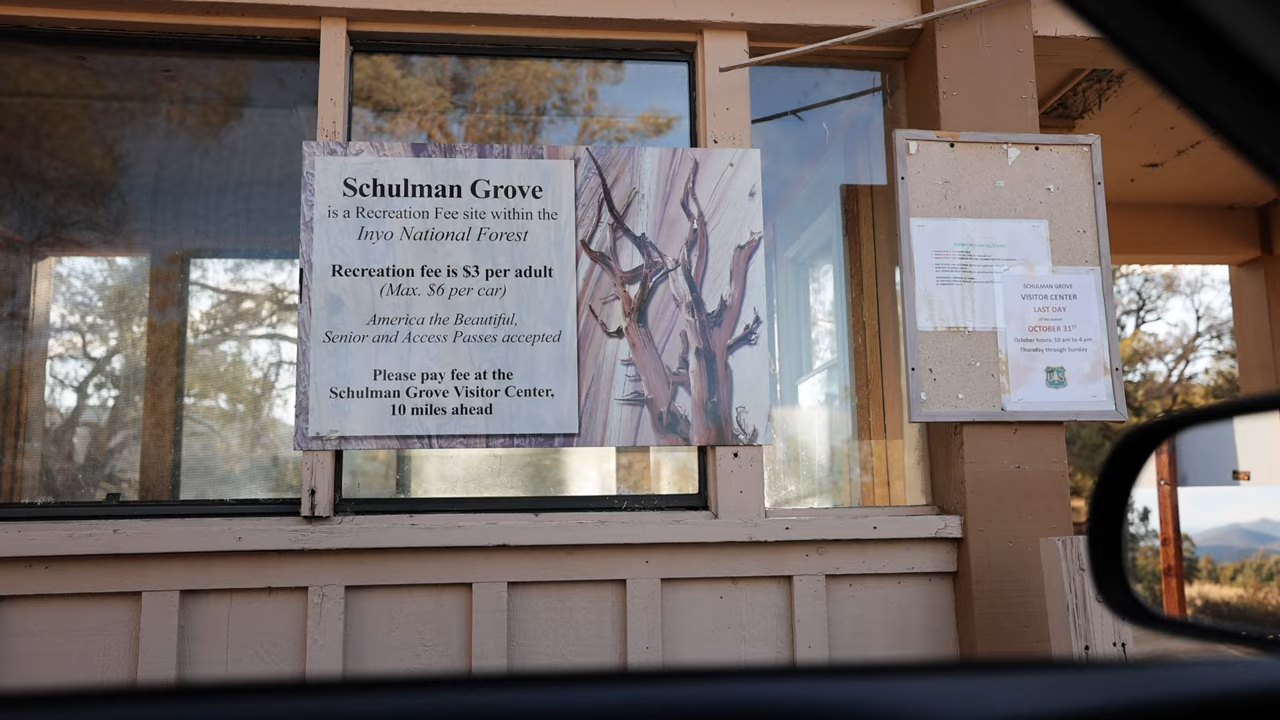 Schulman Grove
is a Recreation Fee site within the
Inyo National Forest
Recreation fee is $3 per adult
(Max. $6 per car)
America the Beautiful,
Senior and Access Passes accepted
Please pay fee at the
Schulman Grove Visitor Center,
10 miles ahead
SCHULMAN GROVE
VISITOR CENTER
LAST DAY
of the season
OCTOBER 31ST
October hours: 10 am to 4 pm
Thursday through Sunday